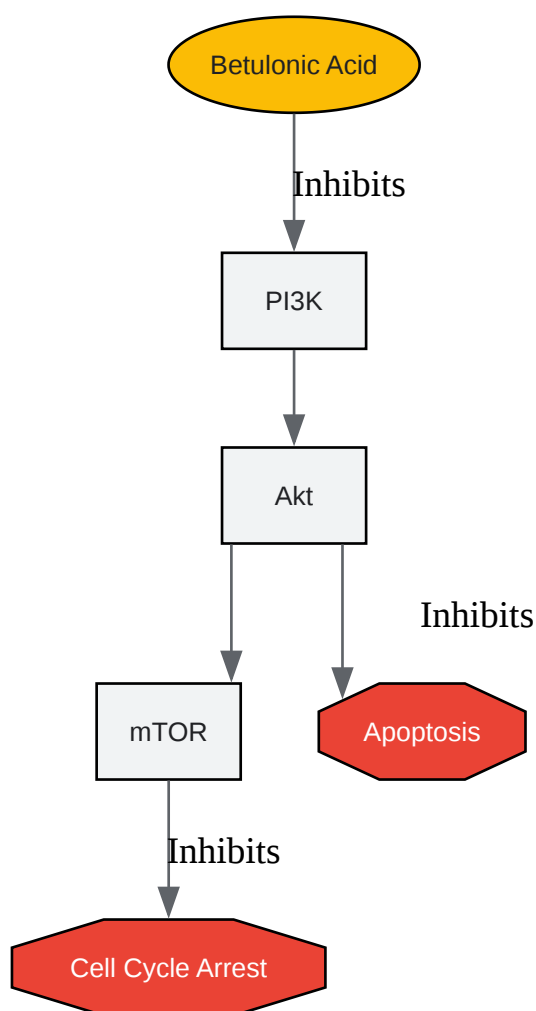 Betulonic Acid
Inhibits
PI3K
Akt
Inhibits
mTOR
Apoptosis
Inhibits
Cell Cycle Arrest